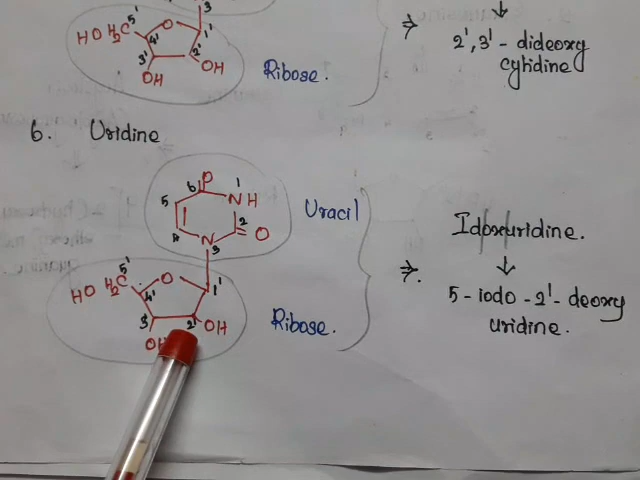 3
HO H₂C 5' O
4' 1'
3' 2'
OH OH
Ribose.
⇒ 2',3' - dideoxy
cytidine
6. Uridine
O
6 1
5 NH
2
4 N O
3
Uracil
HO H₂C 5' O
4' 1'
3' 2'
OH OH
Ribose.
⇒.
Idoxuridine.
↓
5 - iodo - 2' - deoxy
uridine.